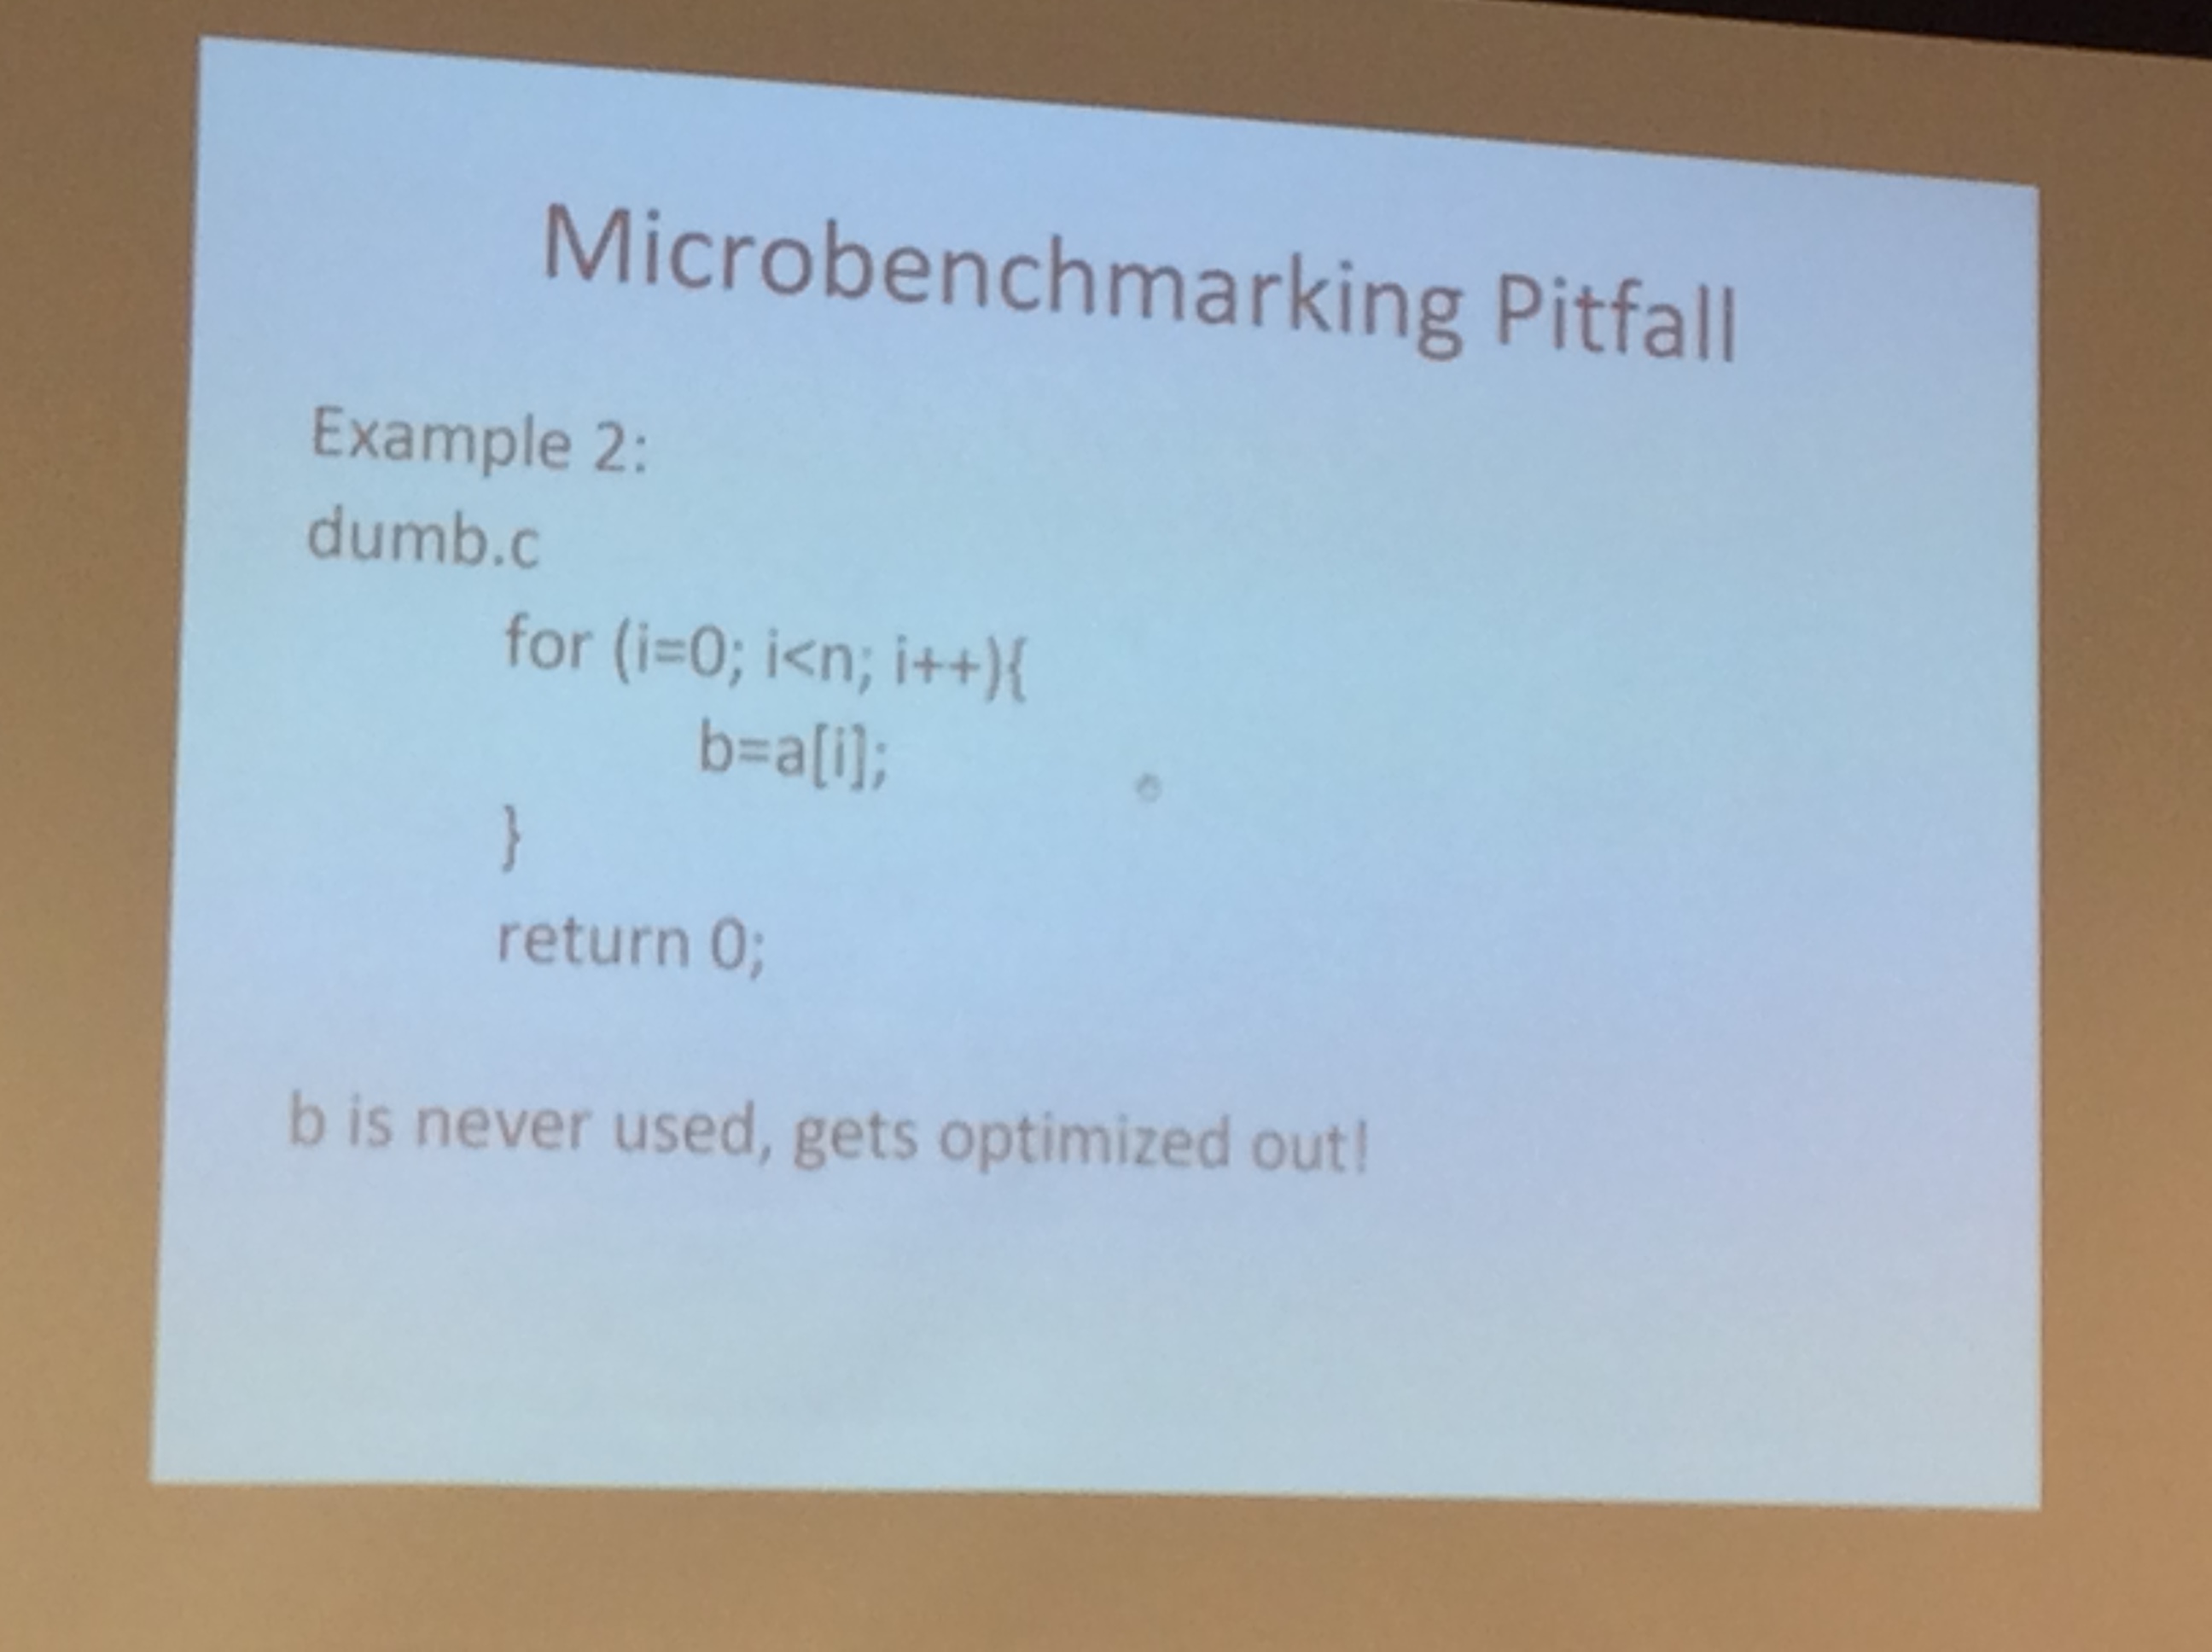 Microbenchmarking Pitfall
Example 2:
dumb.c
for (i=0; i<n; i++){
b=a[i];
}
return 0;
b is never used, gets optimized out!